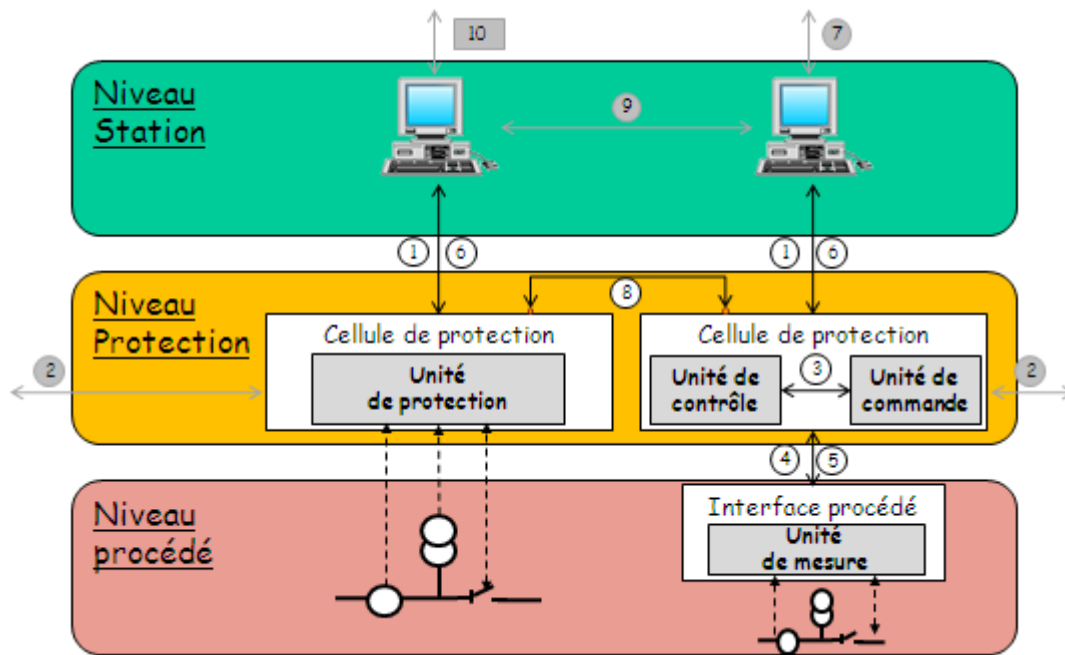 10
7
Niveau
Station
9
1
6
1
6
Niveau
Protection
8
Cellule de protection
Cellule de protection
2
Unité
de protection
Unité de
contrôle
3
Unité de
commande
2
4
5
Niveau
procédé
Interface procédé
Unité
de mesure